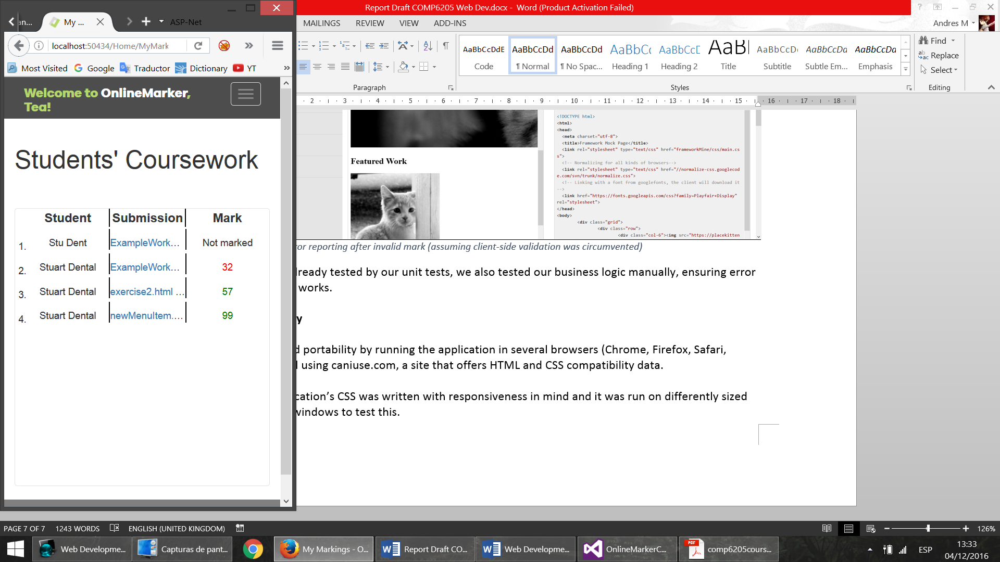 Report Draft COMP6205 Web Dev.docx - Word (Product Activation Failed)
an...
My ...
ASP-Net
MAILINGS
REVIEW
VIEW
ADD-INS
Andres M
localhost:50434/Home/MyMark
Most Visited
Google
Traductor
Dictionary
YT
AaBbCcDdE
AaBbCcDd
AaBbCcDd
AaBbCc
AaBbCcD
AaBl
AaBbCcDd
AaBbCcDd
AaBbCcDd
Code
¶ Normal
¶ No Spac...
Heading 1
Heading 2
Title
Subtitle
Subtle Em...
Emphasis
Find
Replace
Select
Paragraph
Styles
Editing
2 3 4 5 6 7 8 9 10 11 12 13 14 15 16 17 18
Welcome to OnlineMarker,
Tea!
Students' Coursework
Student Submission Mark
1. Stu Dent ExampleWork... Not marked
2. Stuart Dental ExampleWork... 32
3. Stuart Dental exercise2.html ... 57
4. Stuart Dental newMenuItem.... 99
Featured Work
<!DOCTYPE html>
<html>
<head>
<meta charset="utf-8">
<title>Framework Mock Page</title>
<link rel="stylesheet" type="text/css" href="frameworkMine/css/main.cs
s">
<!-- Normalizing for all kinds of browsers-->
<link rel="stylesheet" type="text/css" href="//normalize-css.googlecod
e.com/svn/trunk/normalize.css">
<!-- Linking with a font from googlefonts, the client will download it
-->
<link href="https://fonts.googleapis.com/css?family=Playfair+Display"
rel="stylesheet">
</head>
<body>
<div class="grid">
<div class="row">
<div class="col-6"><img src="https://placekitten
or reporting after invalid mark (assuming client-side validation was circumvented)
lready tested by our unit tests, we also tested our business logic manually, ensuring error
works.
y
d portability by running the application in several browsers (Chrome, Firefox, Safari,
using caniuse.com, a site that offers HTML and CSS compatibility data.
cation’s CSS was written with responsiveness in mind and it was run on differently sized
windows to test this.
PAGE 7 OF 7
1243 WORDS
ENGLISH (UNITED KINGDOM)
126%
Web Developme...
Capturas de pant...
My Markings - O...
Report Draft CO...
Web Developme...
OnlineMarkerC...
PDF
comp6205cours...
ESP
13:33
04/12/2016